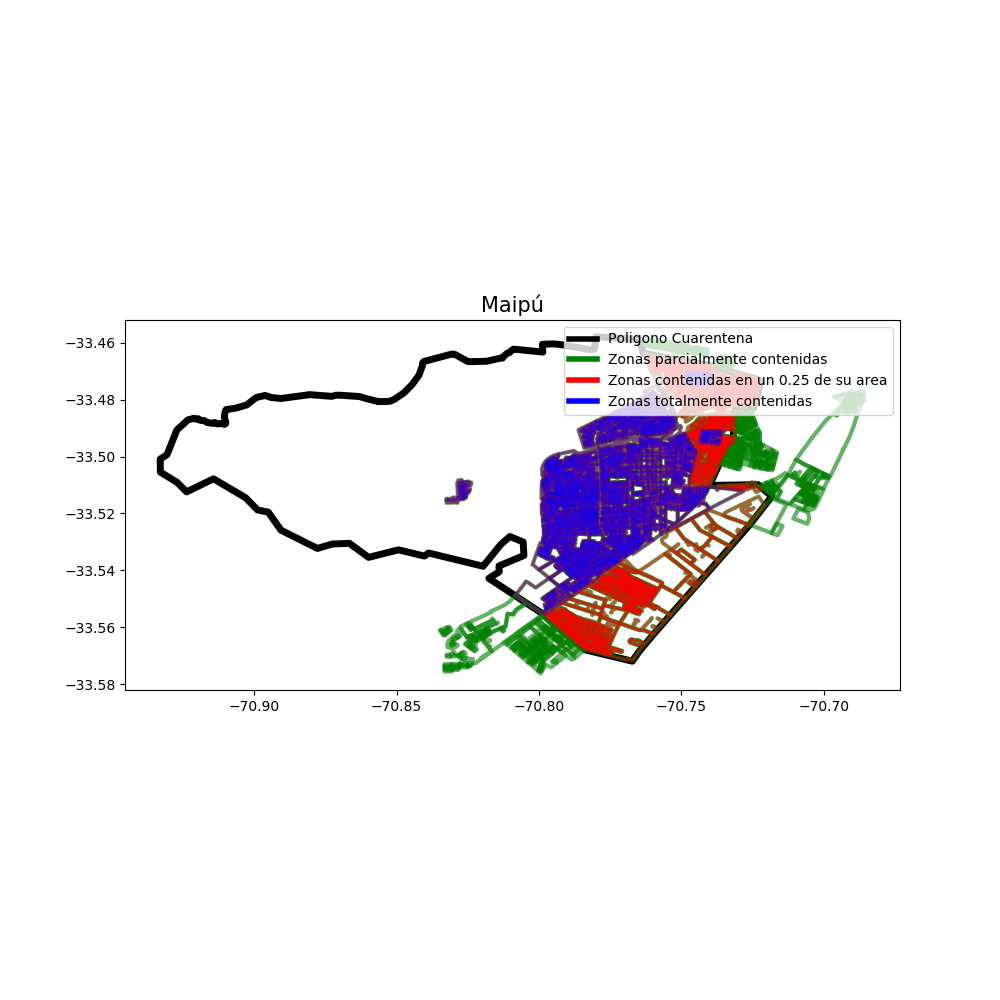 Maipú
Poligono Cuarentena
Zonas parcialmente contenidas
Zonas contenidas en un 0.25 de su area
Zonas totalmente contenidas
−33.46
−33.48
−33.50
−33.52
−33.54
−33.56
−33.58
−70.90
−70.85
−70.80
−70.75
−70.70